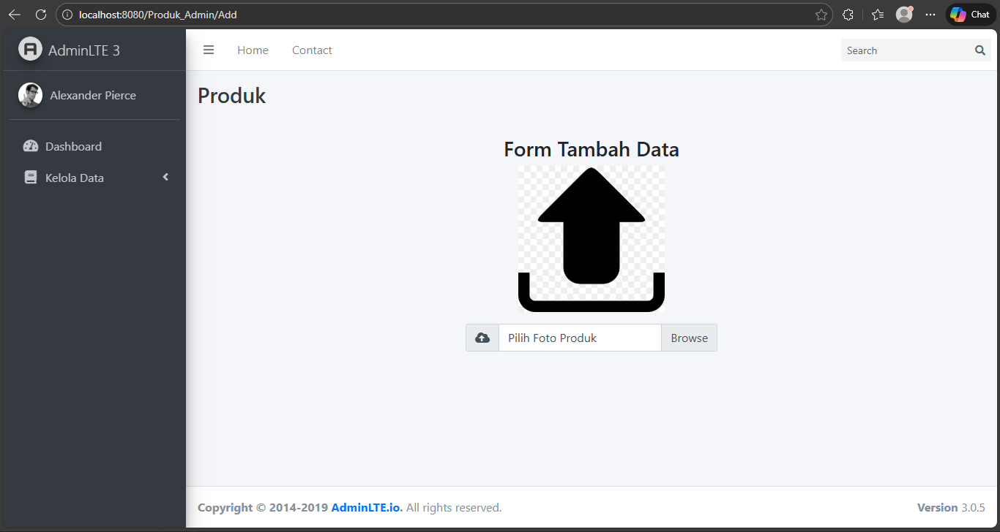 localhost:8080/Produk_Admin/Add
Chat
AdminLTE 3
Home
Contact
Search
Alexander Pierce
Produk
Dashboard
Kelola Data
Form Tambah Data
Pilih Foto Produk
Browse
Copyright © 2014-2019 AdminLTE.io. All rights reserved.
Version 3.0.5